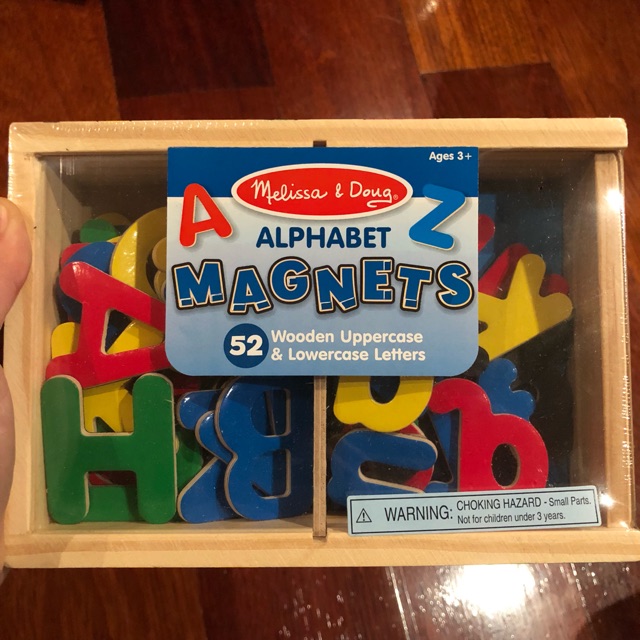 Ages 3+
Melissa & Doug®
A
Z
ALPHABET
MAGNETS
52
Wooden Uppercase
& Lowercase Letters
A
H
B
WARNING: CHOKING HAZARD - Small Parts.
Not for children under 3 years.